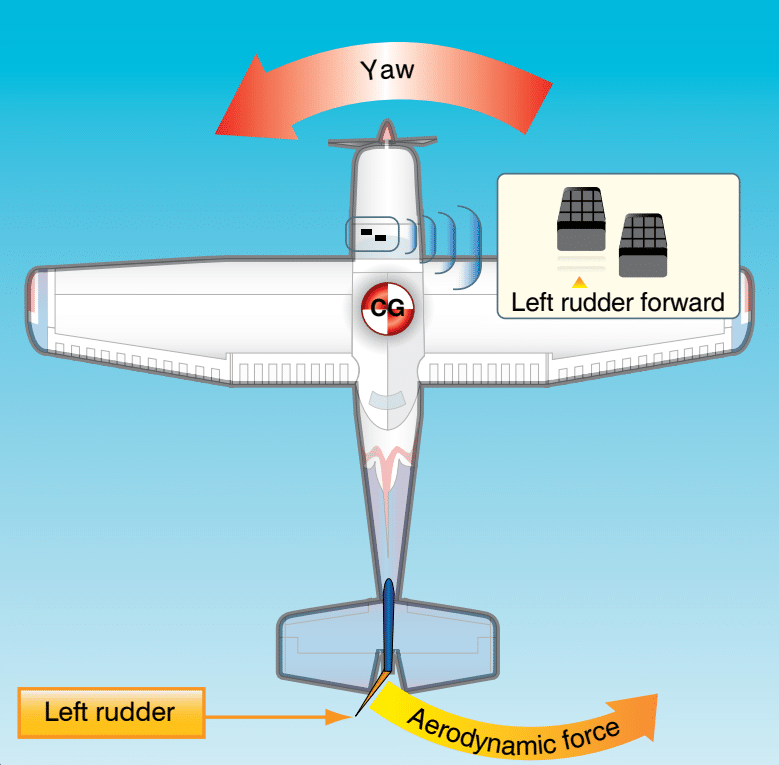 Yaw
Left rudder forward
CG
Left rudder
Aerodynamic force